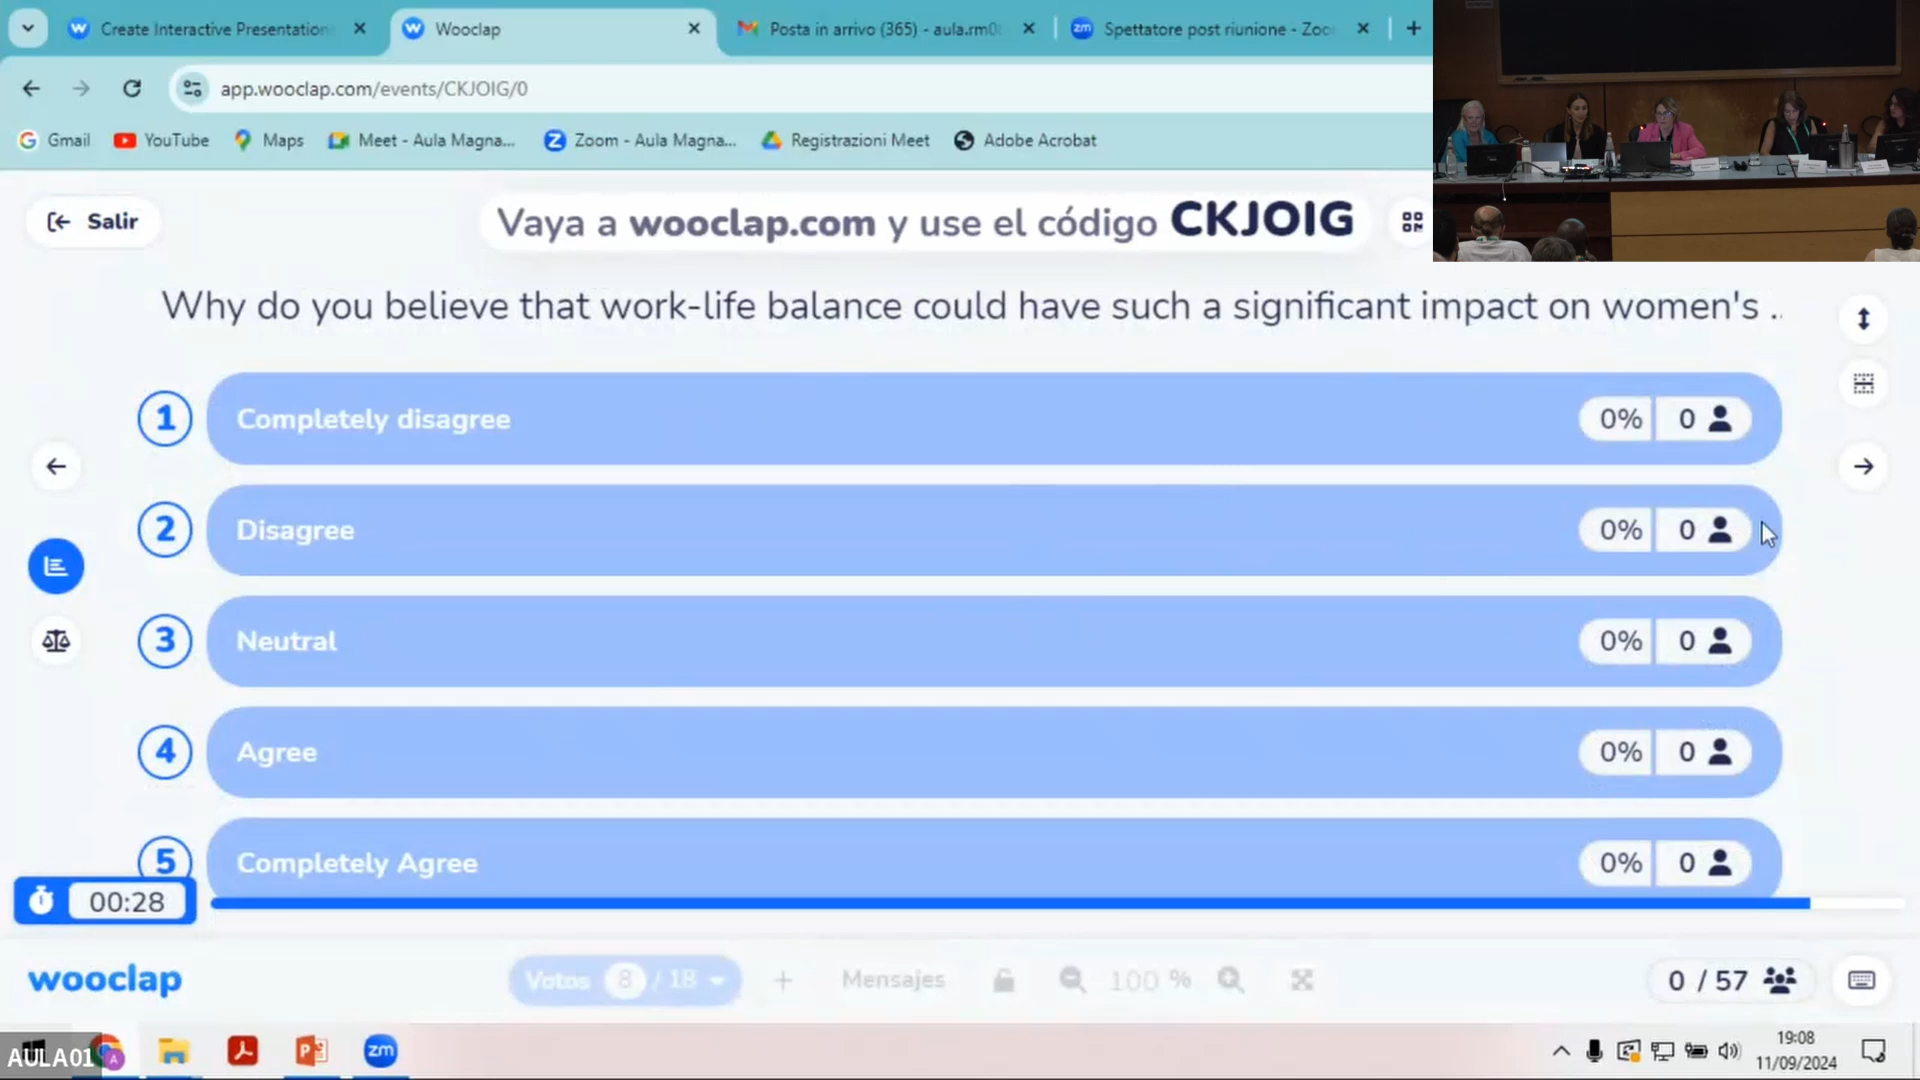 Create Interactive Presentation
Wooclap
Posta in arrivo (365) - aula.rm0
Spettatore post riunione - Zoo
app.wooclap.com/events/CKJOIG/0
Gmail
YouTube
Maps
Meet - Aula Magna...
Zoom - Aula Magna...
Registrazioni Meet
Adobe Acrobat
Salir
Vaya a wooclap.com y use el código CKJOIG
Why do you believe that work-life balance could have such a significant impact on women's ..
1 Completely disagree 0% 0
2 Disagree 0% 0
3 Neutral 0% 0
4 Agree 0% 0
5 Completely Agree 0% 0
00:28
wooclap
Votos 8 / 18
Mensajes
100 %
0 / 57
AULA01
zm
19:08
11/09/2024